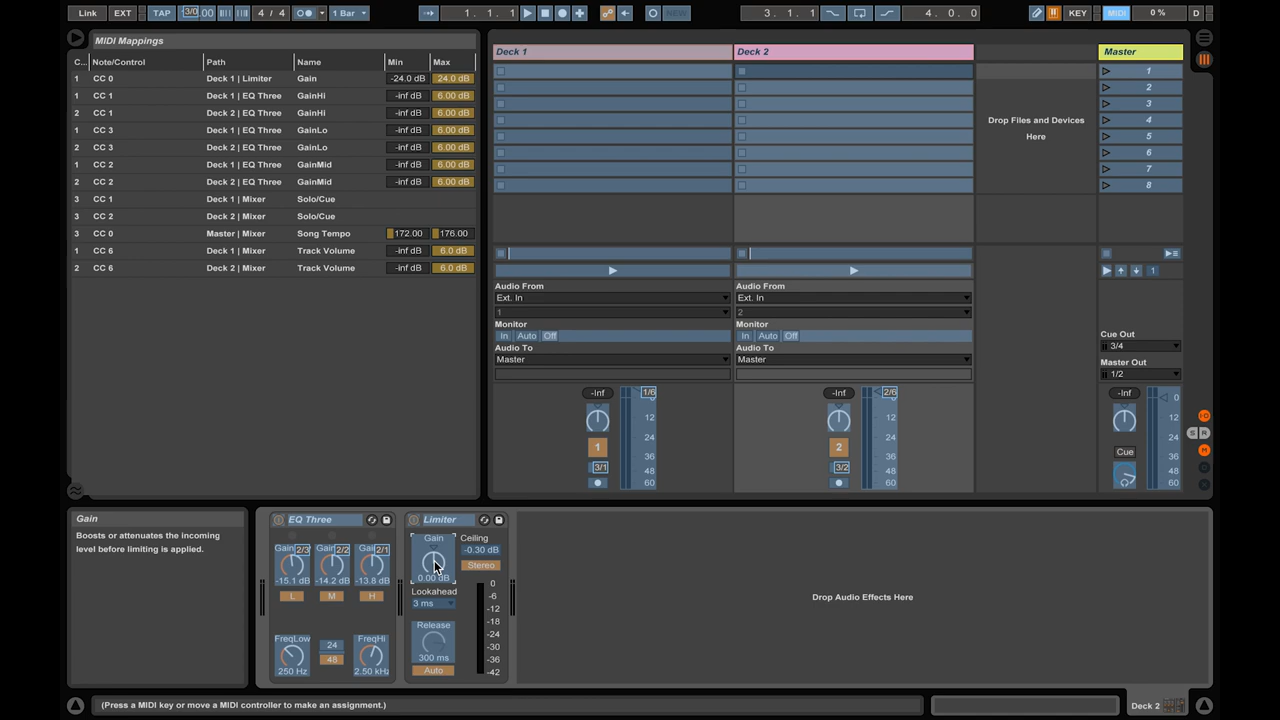 Link EXT TAP 3/0 .00 4 / 4 1 Bar 1. 1. 1 NEW 3. 1. 1 4. 0. 0 KEY MIDI 0 % D
MIDI Mappings
C... Note/Control Path Name Min Max
1 CC 0 Deck 1 | Limiter Gain -24.0 dB 24.0 dB
1 CC 1 Deck 1 | EQ Three GainHi -inf dB 6.00 dB
2 CC 1 Deck 2 | EQ Three GainHi -inf dB 6.00 dB
1 CC 3 Deck 1 | EQ Three GainLo -inf dB 6.00 dB
2 CC 3 Deck 2 | EQ Three GainLo -inf dB 6.00 dB
1 CC 2 Deck 1 | EQ Three GainMid -inf dB 6.00 dB
2 CC 2 Deck 2 | EQ Three GainMid -inf dB 6.00 dB
3 CC 1 Deck 1 | Mixer Solo/Cue
3 CC 2 Deck 2 | Mixer Solo/Cue
3 CC 0 Master | Mixer Song Tempo 172.00 176.00
1 CC 6 Deck 1 | Mixer Track Volume -inf dB 6.0 dB
2 CC 6 Deck 2 | Mixer Track Volume -inf dB 6.0 dB
Deck 1 Deck 2 Master
1
2
3
4
5
6
7
8
Drop Files and Devices
Here
1
Audio From Audio From
Ext. In Ext. In
1 2
Monitor Monitor
In Auto Off In Auto Off
Audio To Audio To
Master Master
Cue Out
3/4
Master Out
1/2
-Inf 1/6 -Inf 2/6 -Inf 0
12 12 12
24 24 24
1 36 2 36 Cue 36
3/1 48 3/2 48 48
60 60 60
S R
Gain
Boosts or attenuates the incoming
level before limiting is applied.
EQ Three
Gain 2/3 Gain 2/2 Gai 2/1
-15.1 dB -14.2 dB -13.8 dB
L M H
FreqLow 24 FreqHi
48
250 Hz 2.50 kHz
Limiter
Gain Ceiling
-0.30 dB
Stereo
0.00 dB
Lookahead
3 ms
Release
300 ms
Auto
0
-6
-12
-18
-24
-30
-36
-42
Drop Audio Effects Here
(Press a MIDI key or move a MIDI controller to make an assignment.)
Deck 2